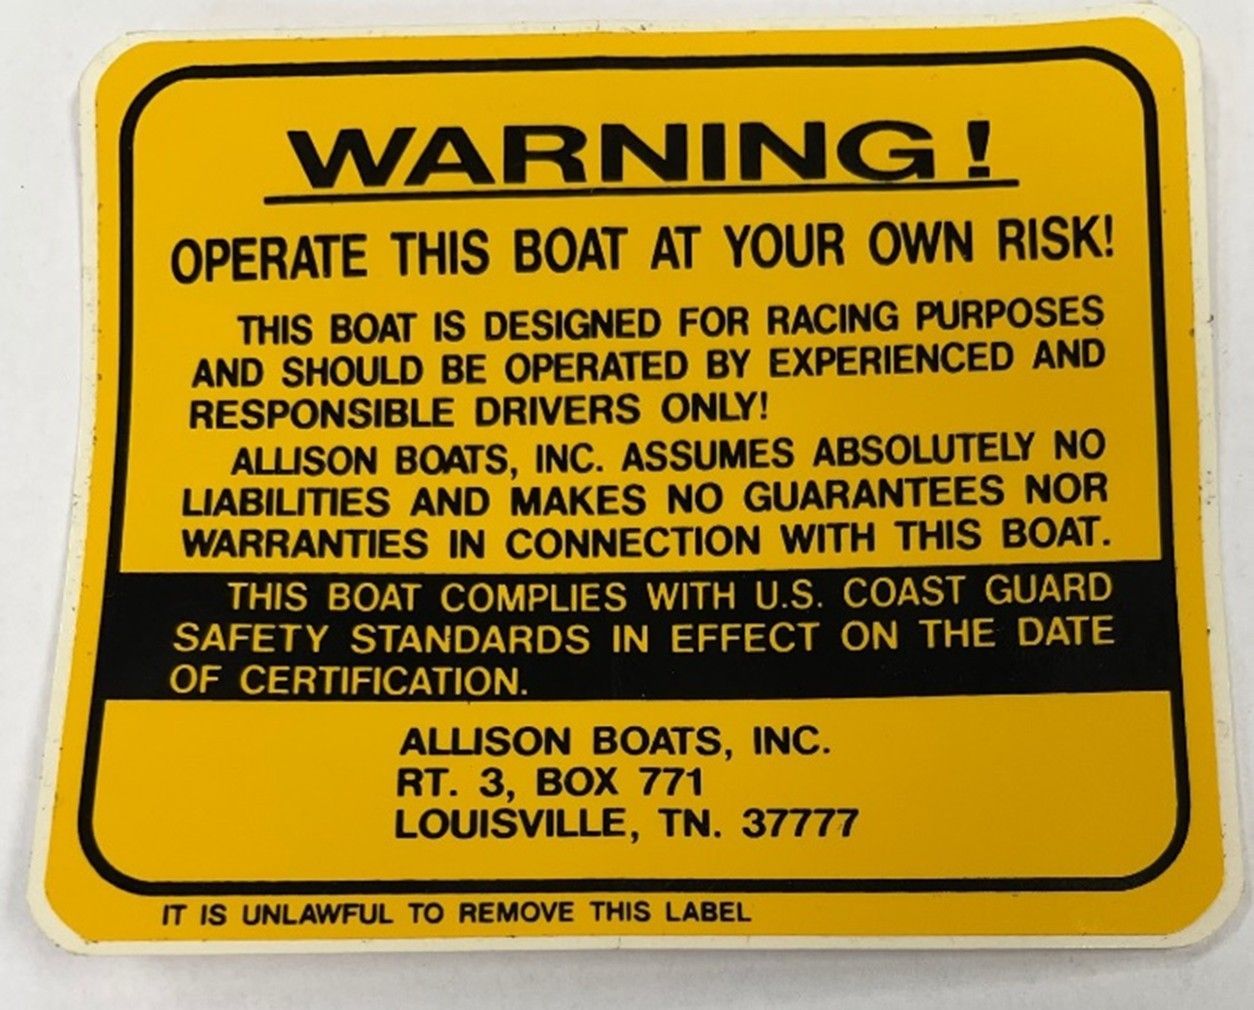 WARNING!
OPERATE THIS BOAT AT YOUR OWN RISK!
THIS BOAT IS DESIGNED FOR RACING PURPOSES
AND SHOULD BE OPERATED BY EXPERIENCED AND
RESPONSIBLE DRIVERS ONLY!
ALLISON BOATS, INC. ASSUMES ABSOLUTELY NO
LIABILITIES AND MAKES NO GUARANTEES NOR
WARRANTIES IN CONNECTION WITH THIS BOAT.
THIS BOAT COMPLIES WITH U.S. COAST GUARD
SAFETY STANDARDS IN EFFECT ON THE DATE
OF CERTIFICATION.
ALLISON BOATS, INC.
RT. 3, BOX 771
LOUISVILLE, TN. 37777
IT IS UNLAWFUL TO REMOVE THIS LABEL